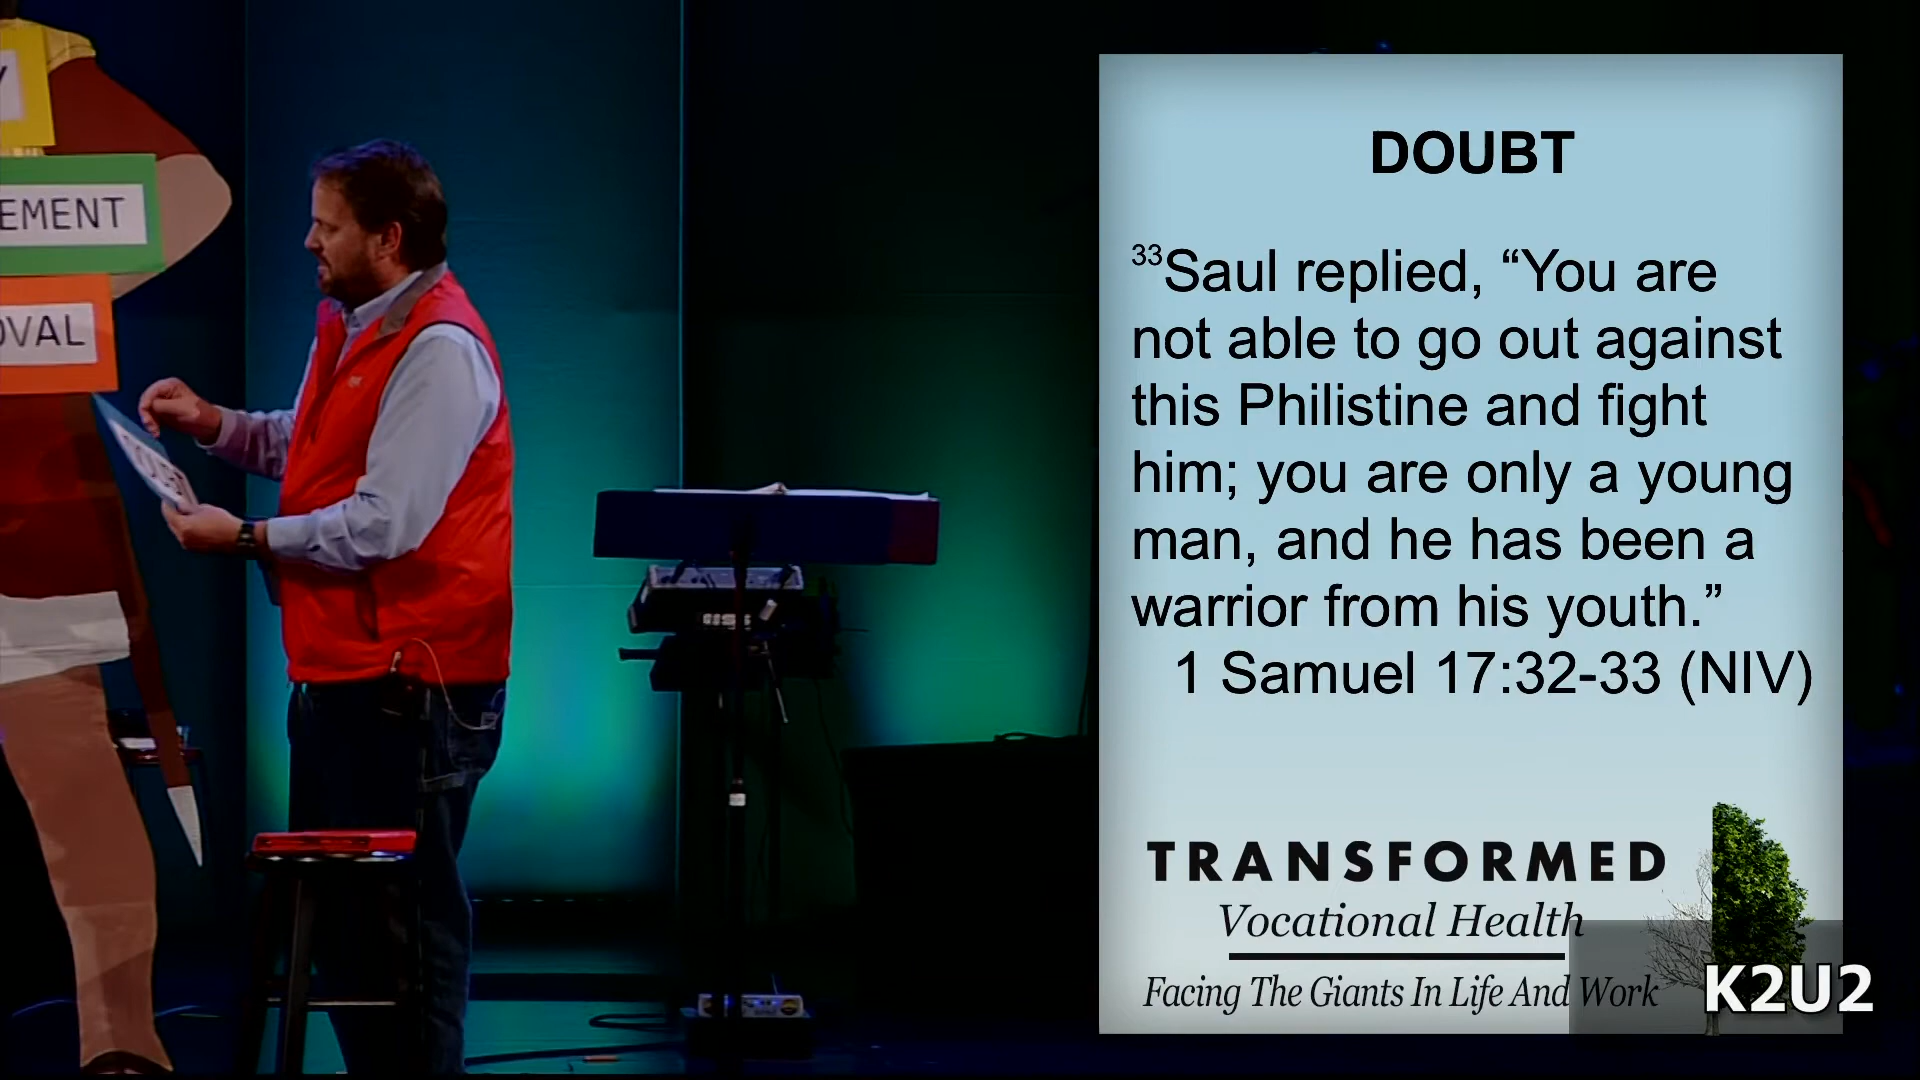 Y
EMENT
OVAL
DOUBT
³³Saul replied, “You are
not able to go out against
this Philistine and fight
him; you are only a young
man, and he has been a
warrior from his youth.”
1 Samuel 17:32-33 (NIV)
TRANSFORMED
Vocational Health
Facing The Giants In Life And Work
K2U2